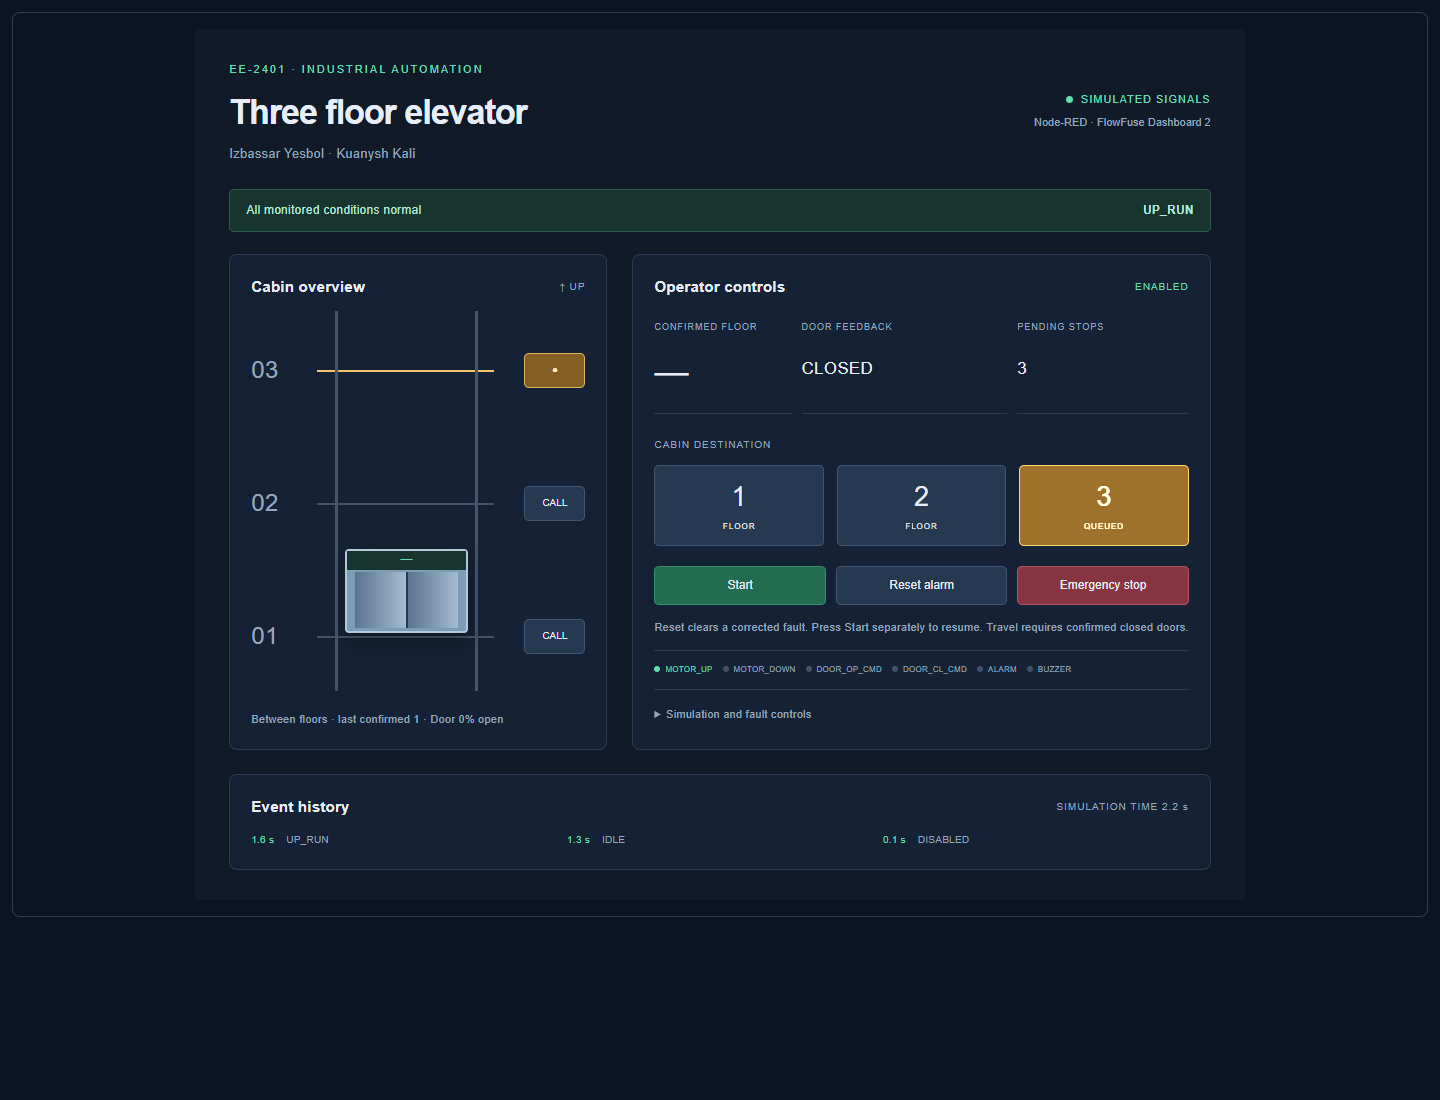 EE-2401 · INDUSTRIAL AUTOMATION
Three floor elevator
Izbassar Yesbol · Kuanysh Kali
SIMULATED SIGNALS
Node-RED · FlowFuse Dashboard 2
All monitored conditions normal
UP_RUN
Cabin overview
↑ UP
03
02
CALL
—
01
CALL
Between floors · last confirmed 1 · Door 0% open
Operator controls
ENABLED
CONFIRMED FLOOR
DOOR FEEDBACK
PENDING STOPS
—
CLOSED
3
CABIN DESTINATION
1
FLOOR
2
FLOOR
3
QUEUED
Start
Reset alarm
Emergency stop
Reset clears a corrected fault. Press Start separately to resume. Travel requires confirmed closed doors.
MOTOR_UP
MOTOR_DOWN
DOOR_OP_CMD
DOOR_CL_CMD
ALARM
BUZZER
Simulation and fault controls
Event history
SIMULATION TIME 2.2 s
1.6 s UP_RUN
1.3 s IDLE
0.1 s DISABLED